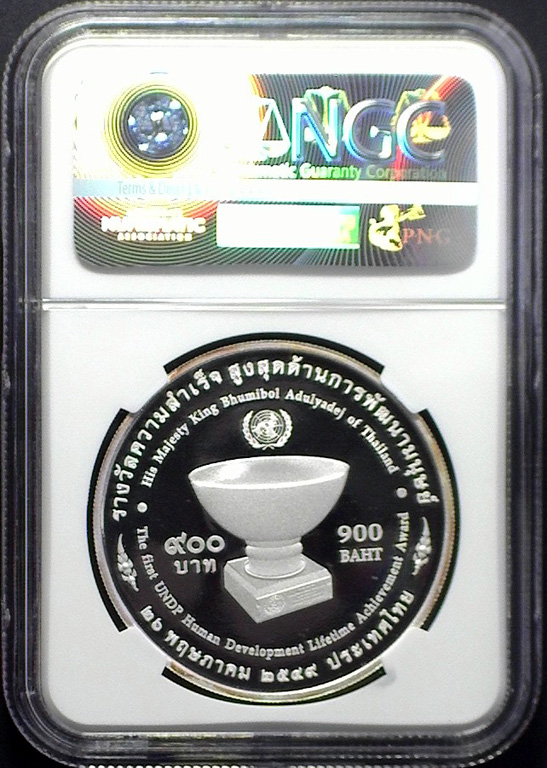 NGC
Guaranty Corporation
Terms &
ASSOCIATION
PNG
รางวัลความสำเร็จ สูงสุดด้านการพัฒนามนุษย์
His Majesty King Bhumibol Adulyadej of Thailand
๙๐๐
บาท
900
BAHT
The first UNDP Human Development Lifetime Achievement Award
๒๖ พฤษภาคม ๒๕๔๙ ประเทศไทย